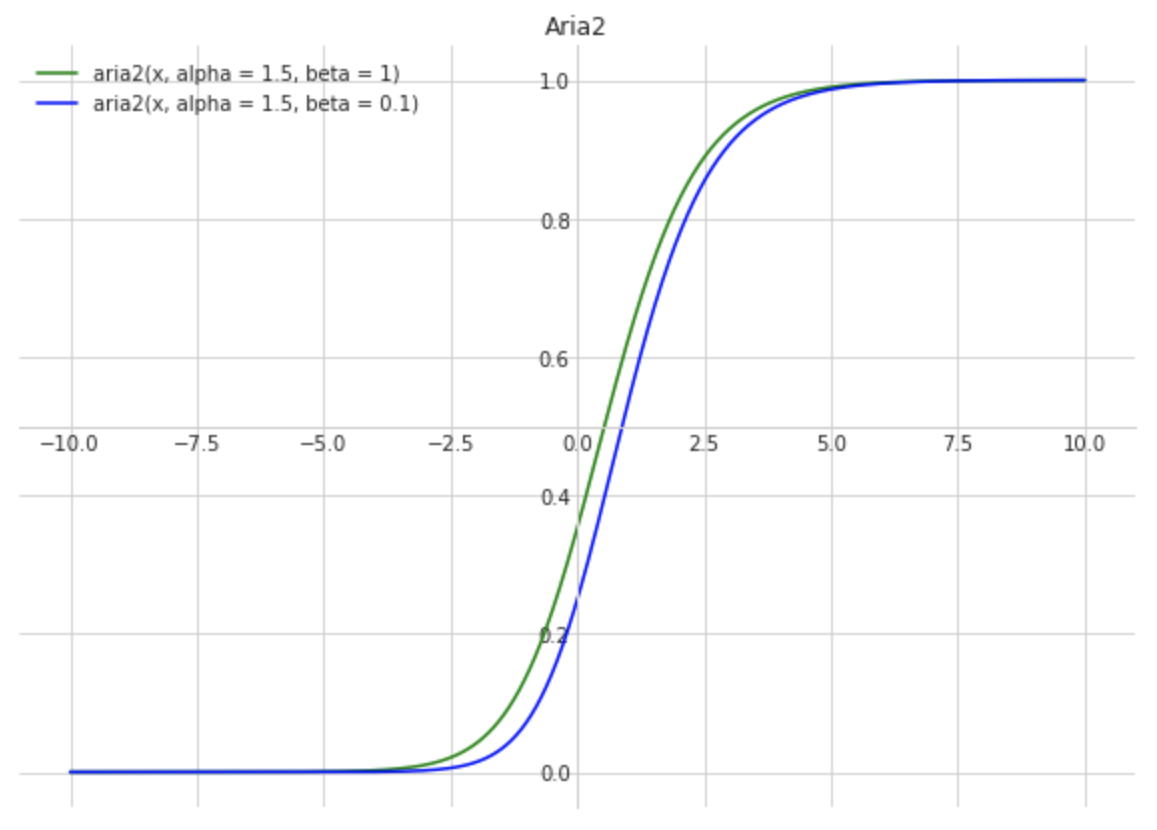 Aria2
aria2(x, alpha = 1.5, beta = 1)
aria2(x, alpha = 1.5, beta = 0.1)
1.0
0.8
0.6
−10.0 −7.5 −5.0 −2.5 0.0 2.5 5.0 7.5 10.0
0.4
0.2
0.0